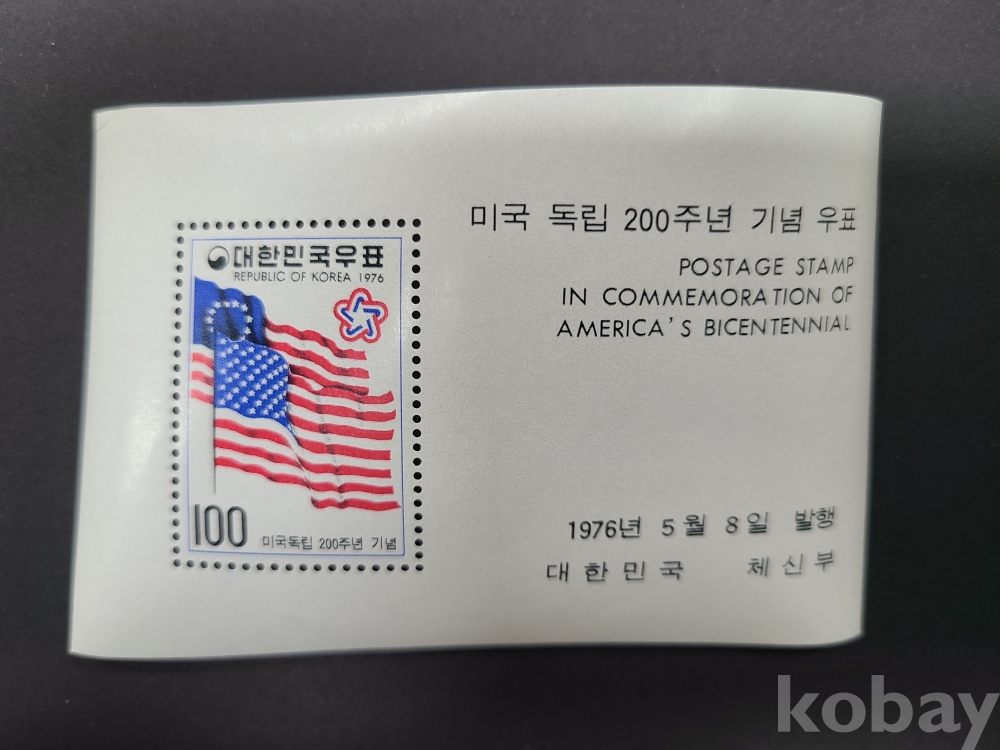 대한민국우표
REPUBLIC OF KOREA 1976
100
미국독립 200주년 기념
미국 독립 200주년 기념 우표
POSTAGE STAMP
IN COMMEMORATION OF
AMERICA'S BICENTENNIAL
1976년 5월 8일 발행
대한민국 체신부
kobay